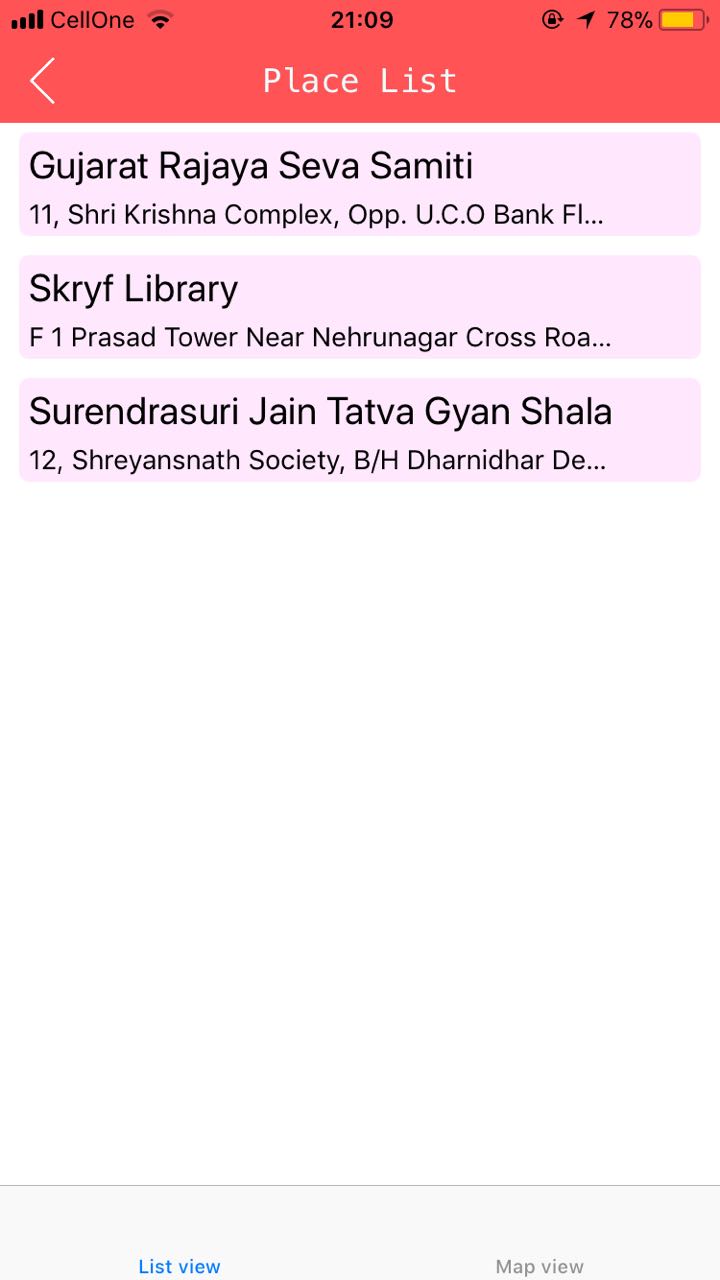 CellOne 21:09 78%
Place List
Gujarat Rajaya Seva Samiti
11, Shri Krishna Complex, Opp. U.C.O Bank Fl...
Skryf Library
F 1 Prasad Tower Near Nehrunagar Cross Roa...
Surendrasuri Jain Tatva Gyan Shala
12, Shreyansnath Society, B/H Dharnidhar De...
List view Map view